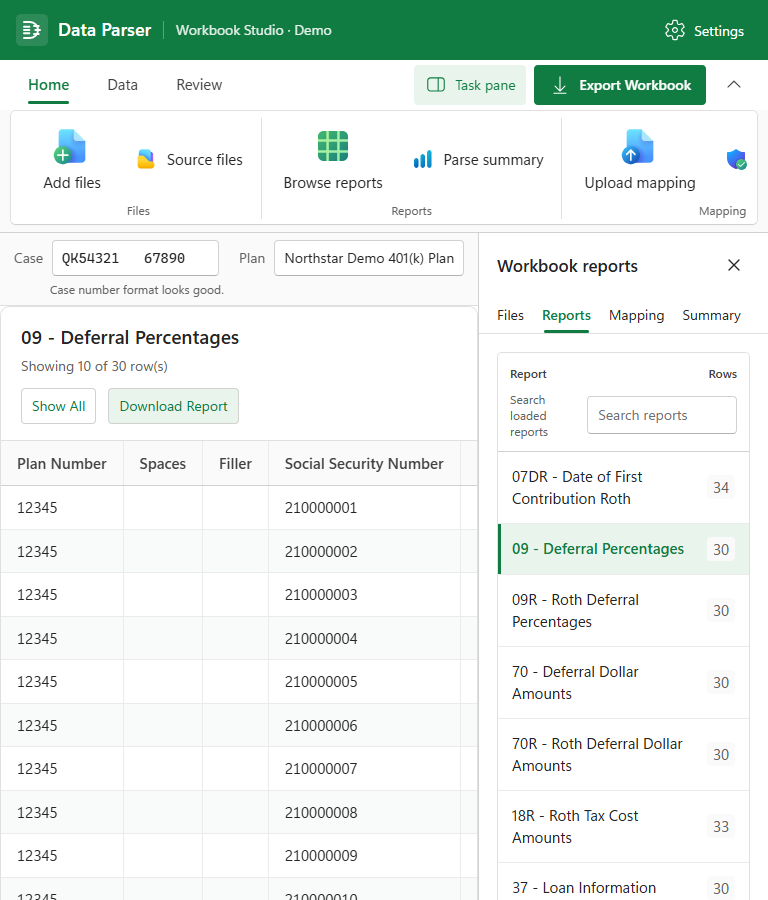 Data Parser Workbook Studio · Demo Settings
Home Data Review Task pane Export Workbook
Add files Source files Browse reports Parse summary Upload mapping
Files Reports Mapping
Case QK54321 67890 Plan Northstar Demo 401(k) Plan
Case number format looks good.
09 - Deferral Percentages
Showing 10 of 30 row(s)
Show All Download Report
Plan Number Spaces Filler Social Security Number
12345 210000001
12345 210000002
12345 210000003
12345 210000004
12345 210000005
12345 210000006
12345 210000007
12345 210000008
12345 210000009
12345 210000010
Workbook reports
Files Reports Mapping Summary
Report Rows
Search
loaded
reports
Search reports
07DR - Date of First
Contribution Roth
34
09 - Deferral Percentages 30
09R - Roth Deferral
Percentages
30
70 - Deferral Dollar
Amounts
30
70R - Roth Deferral Dollar
Amounts
30
18R - Roth Tax Cost
Amounts
33
37 - Loan Information 30